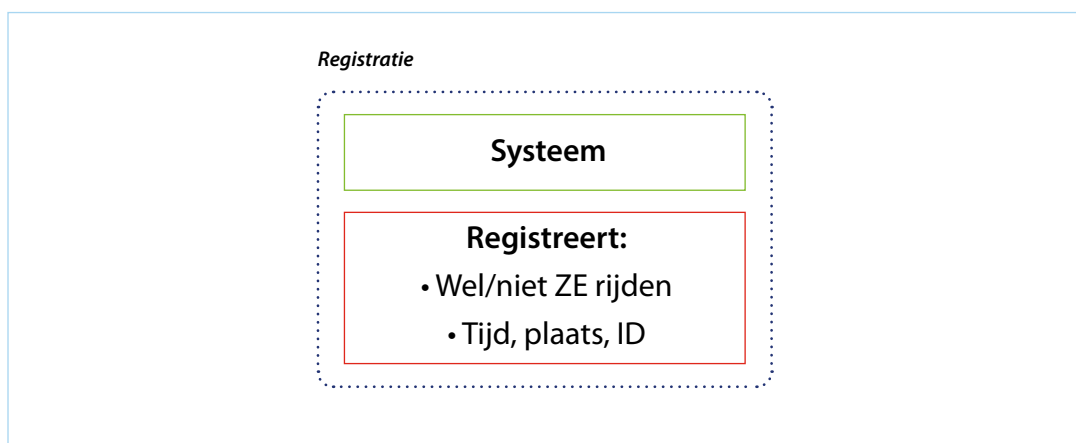 Registratie
Systeem
Registreert:
• Wel/niet ZE rijden
• Tijd, plaats, ID